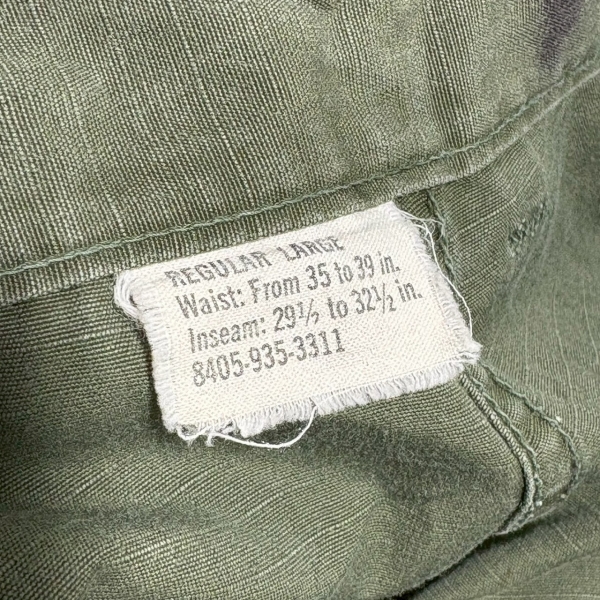 REGULAR LARGE
Waist: From 35 to 39 in.
Inseam: 29½ to 32½ in.
8405-935-3311